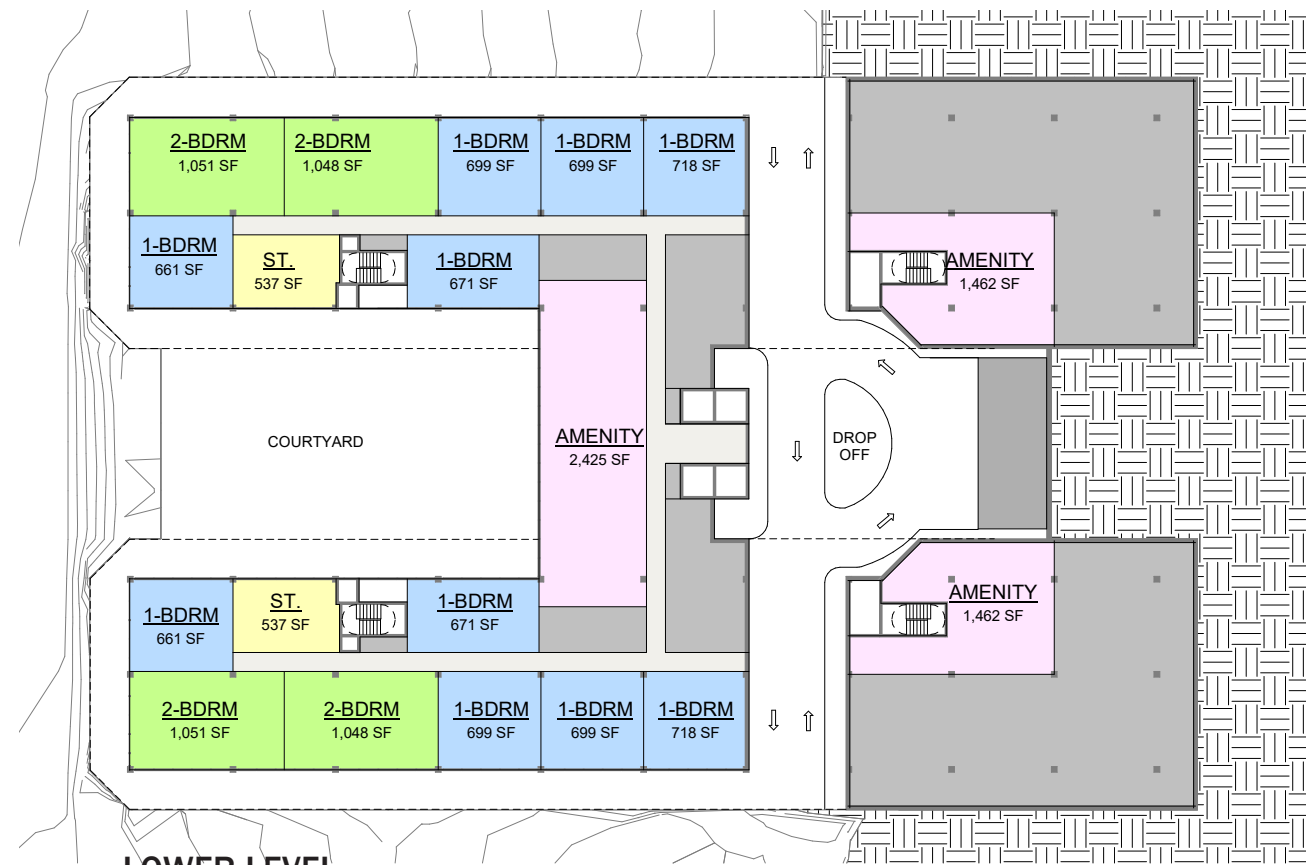 2-BDRM
1,051 SF
2-BDRM
1,048 SF
1-BDRM
699 SF
1-BDRM
699 SF
1-BDRM
718 SF
1-BDRM
661 SF
ST.
537 SF
1-BDRM
671 SF
AMENITY
1,462 SF
COURTYARD
AMENITY
2,425 SF
DROP
OFF
1-BDRM
661 SF
ST.
537 SF
1-BDRM
671 SF
AMENITY
1,462 SF
2-BDRM
1,051 SF
2-BDRM
1,048 SF
1-BDRM
699 SF
1-BDRM
699 SF
1-BDRM
718 SF
LOWER LEVEL